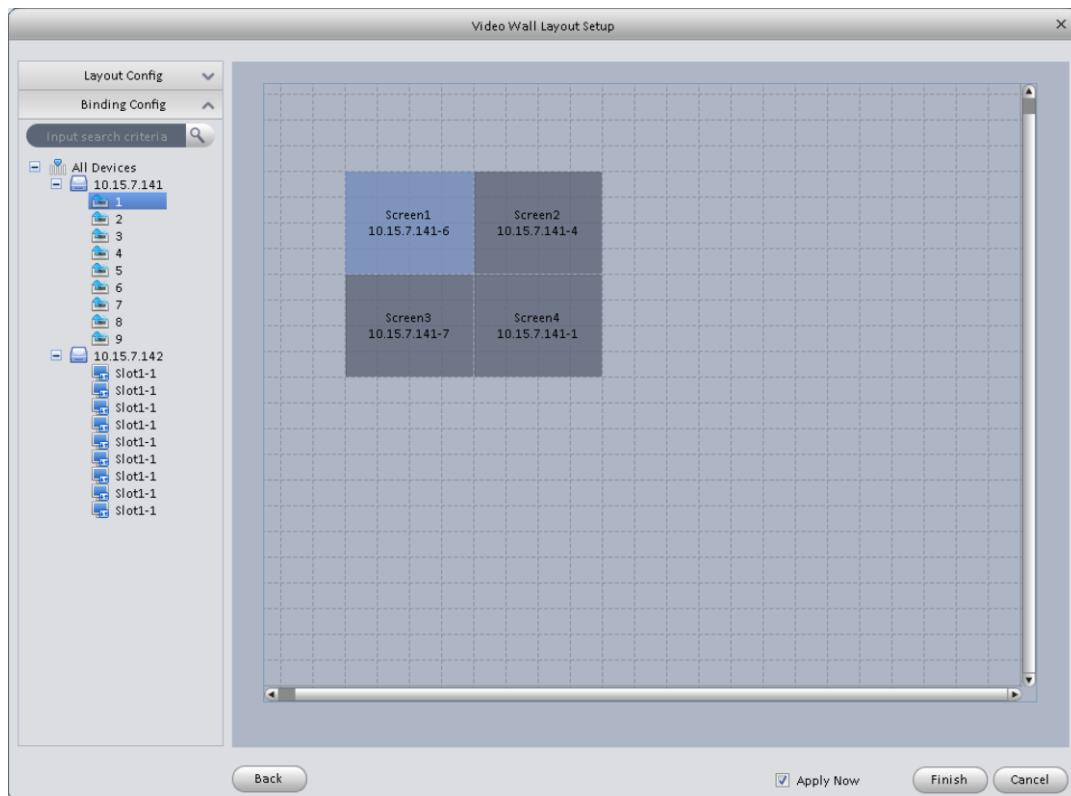 Video Wall Layout Setup
Layout Config
Binding Config
Input search criteria
All Devices
10.15.7.141
1
2
3
4
5
6
7
8
9
10.15.7.142
Slot1-1
Slot1-1
Slot1-1
Slot1-1
Slot1-1
Slot1-1
Slot1-1
Slot1-1
Slot1-1
Screen1
10.15.7.141-6
Screen2
10.15.7.141-4
Screen3
10.15.7.141-7
Screen4
10.15.7.141-1
Back
Apply Now
Finish
Cancel